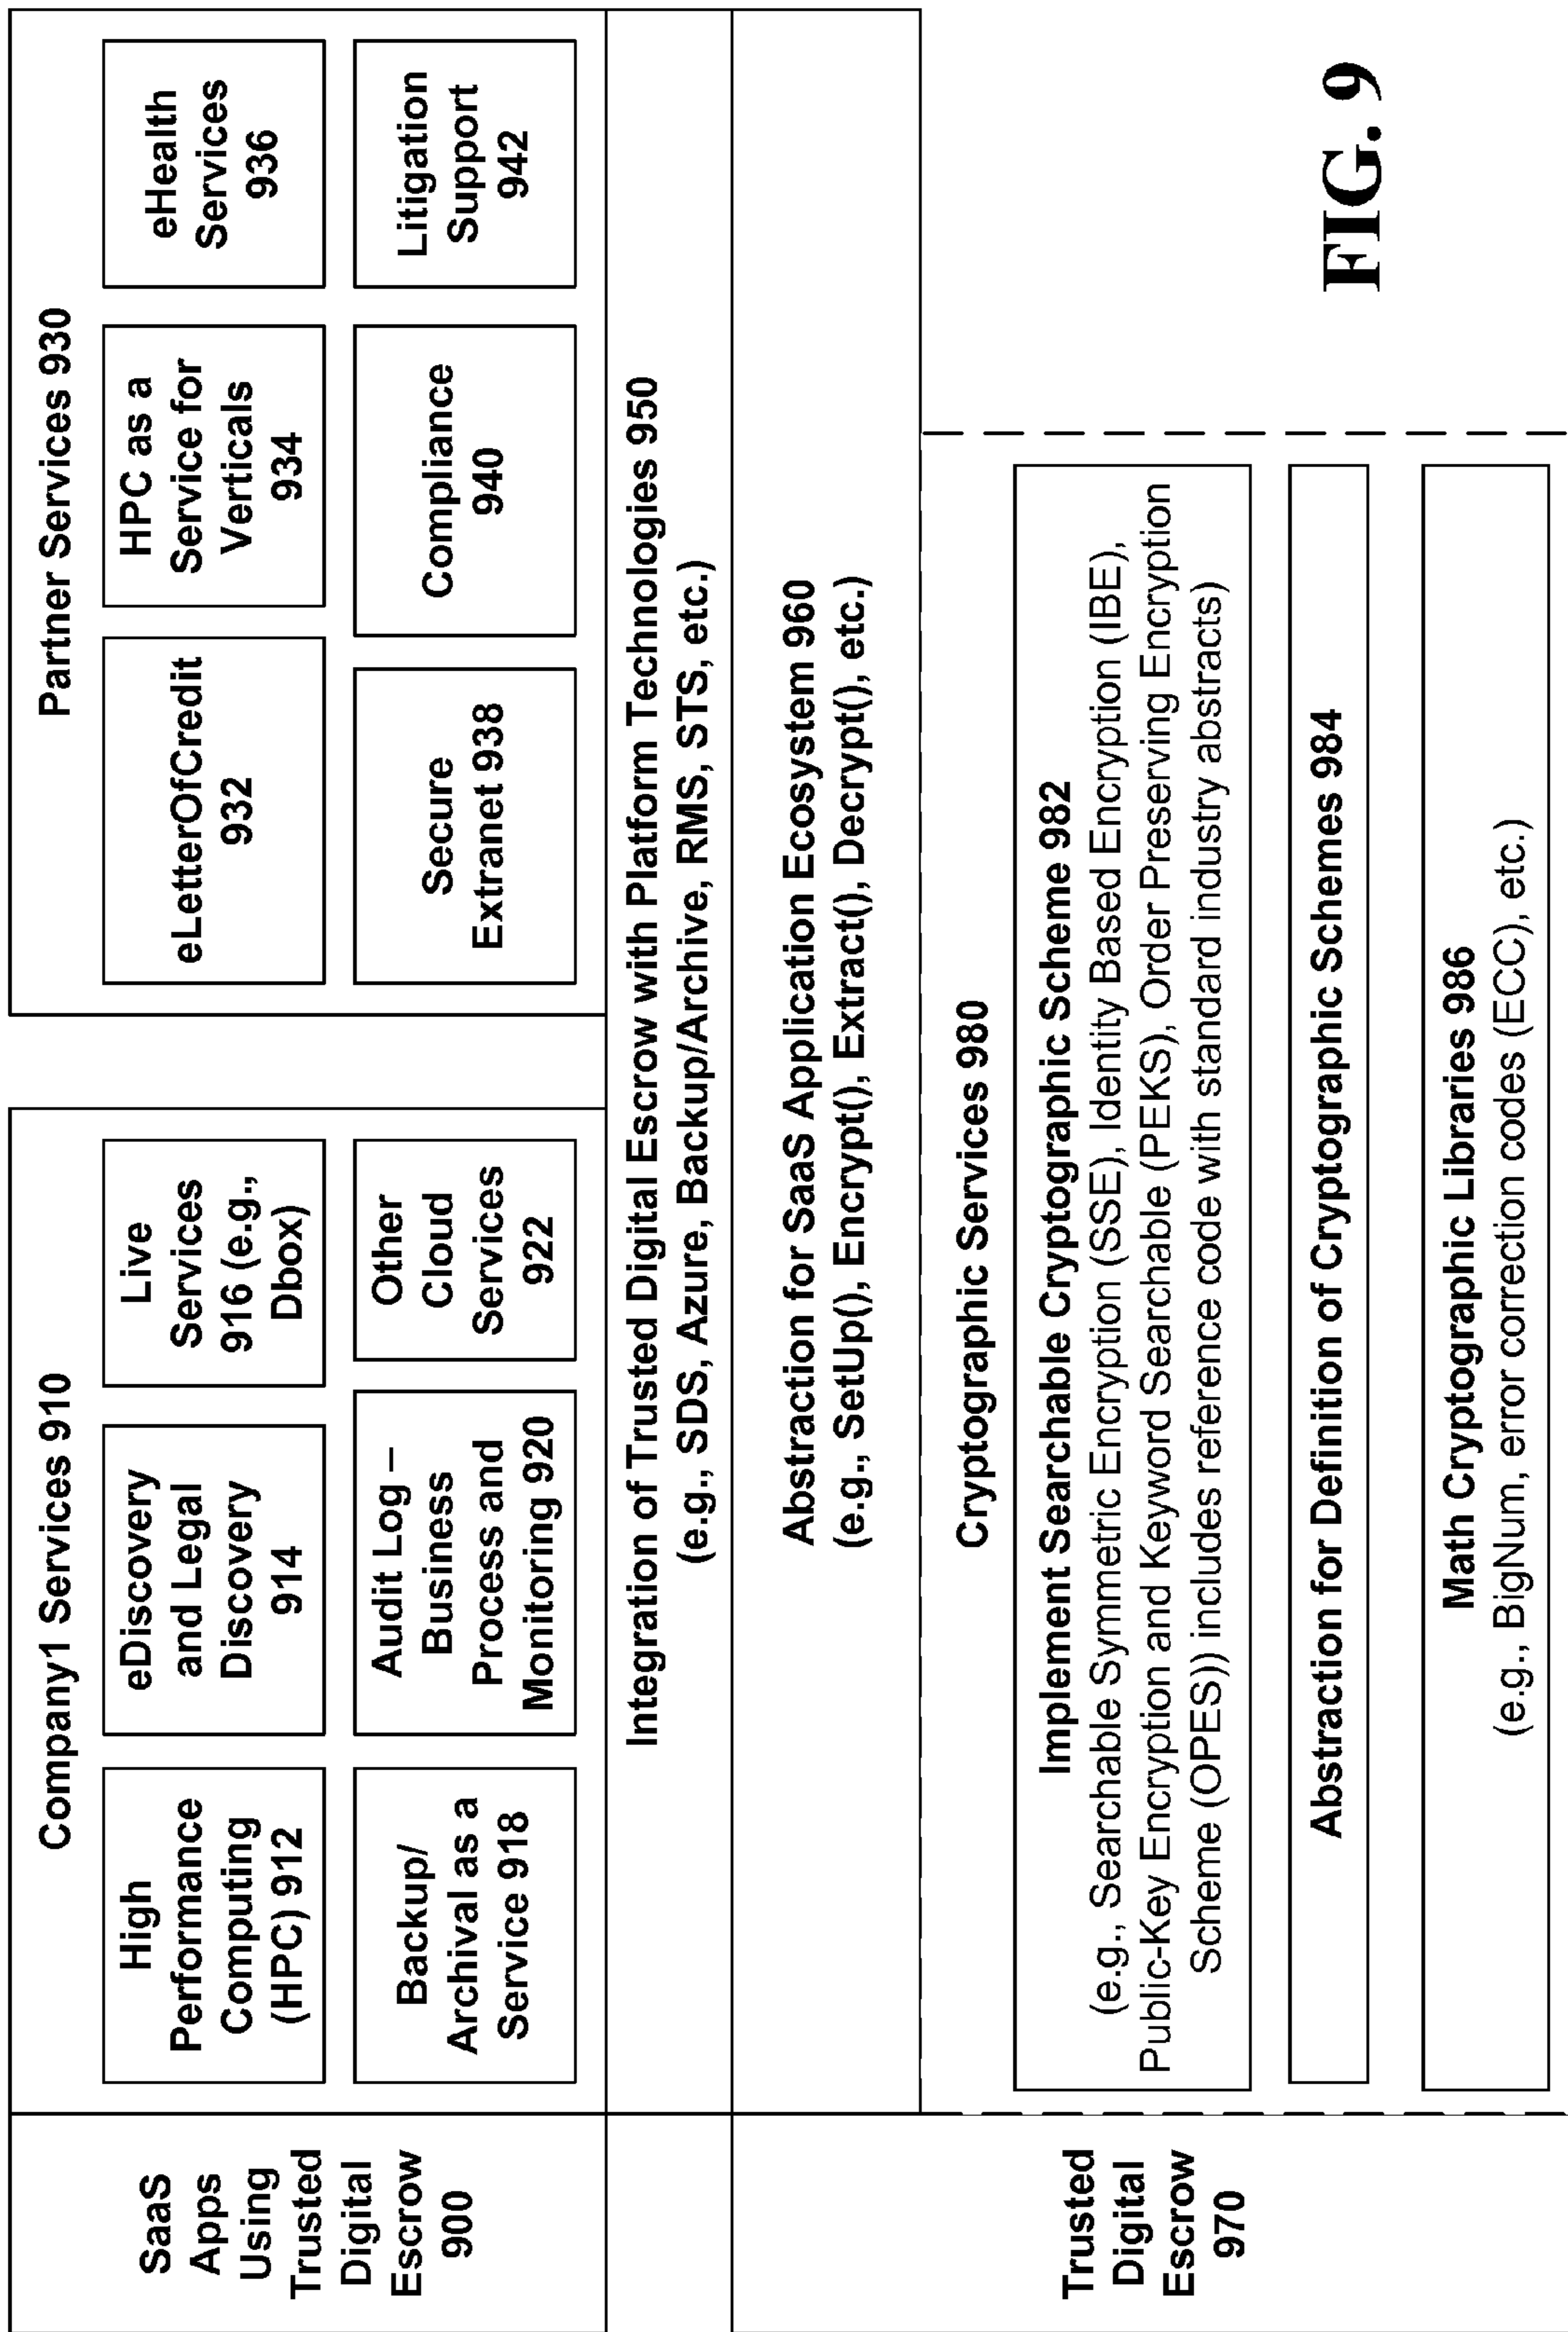 SaaS
Apps
Using
Trusted
Digital
Escrow
900
Company1 Services 910
High
Performance
Computing
(HPC) 912
eDiscovery
and Legal
Discovery
914
Live
Services
916 (e.g.,
Dbox)
Backup/
Archival as a
Service 918
Audit Log –
Business
Process and
Monitoring 920
Other
Cloud
Services
922
Partner Services 930
eLetterOfCredit
932
HPC as a
Service for
Verticals
934
eHealth
Services
936
Secure
Extranet 938
Compliance
940
Litigation
Support
942
Integration of Trusted Digital Escrow with Platform Technologies 950
(e.g., SDS, Azure, Backup/Archive, RMS, STS, etc.)
Trusted
Digital
Escrow
970
Abstraction for SaaS Application Ecosystem 960
(e.g., SetUp(), Encrypt(), Extract(), Decrypt(), etc.)
Cryptographic Services 980
Implement Searchable Cryptographic Scheme 982
(e.g., Searchable Symmetric Encryption (SSE), Identity Based Encryption (IBE),
Public-Key Encryption and Keyword Searchable (PEKS), Order Preserving Encryption
Scheme (OPES)) includes reference code with standard industry abstracts)
Abstraction for Definition of Cryptographic Schemes 984
Math Cryptographic Libraries 986
(e.g., BigNum, error correction codes (ECC), etc.)
FIG. 9